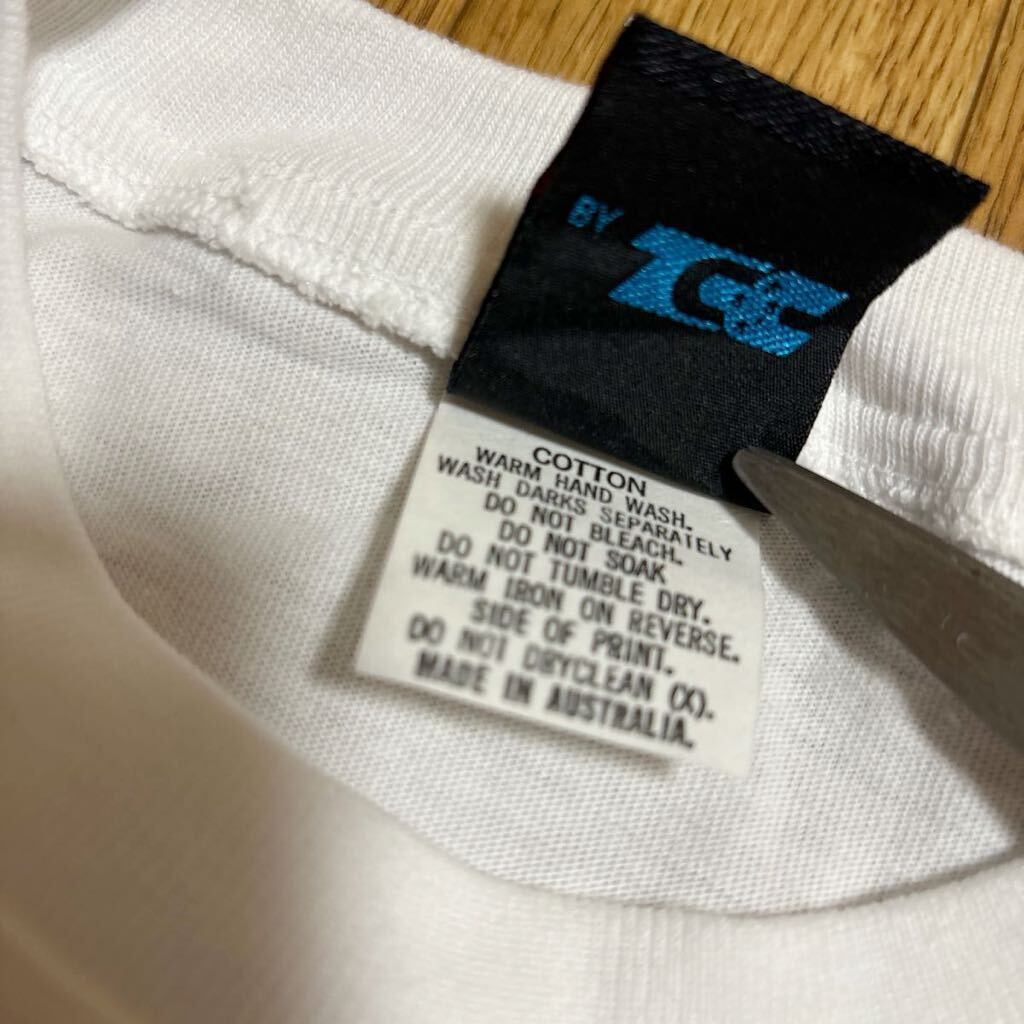 BY TCC
COTTON
WARM HAND WASH.
WASH DARKS SEPARATELY
DO NOT BLEACH.
DO NOT SOAK
DO NOT TUMBLE DRY.
WARM IRON ON REVERSE.
SIDE OF PRINT.
DO NOT DRYCLEAN (X).
MADE IN AUSTRALIA.